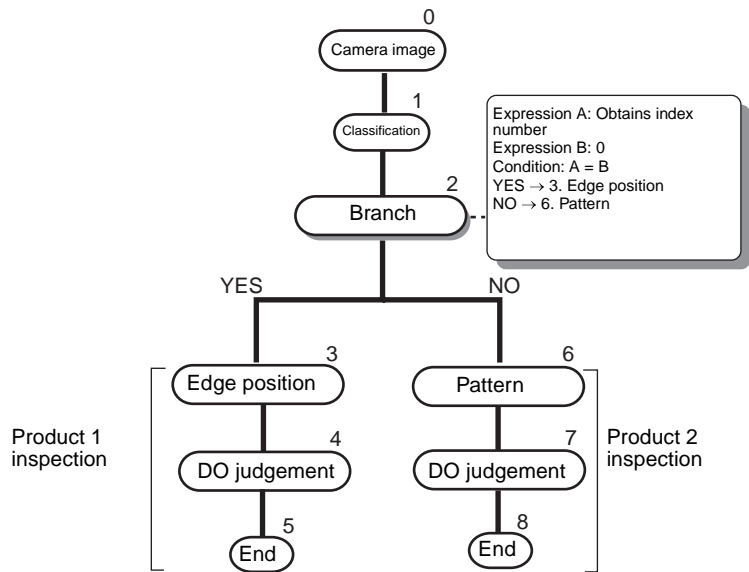 0
Camera image
1
Classification
2
Branch
Expression A: Obtains index
number
Expression B: 0
Condition: A = B
YES → 3. Edge position
NO → 6. Pattern
YES
NO
3
Edge position
6
Pattern
Product 1
inspection
4
DO judgement
7
DO judgement
Product 2
inspection
5
End
8
End